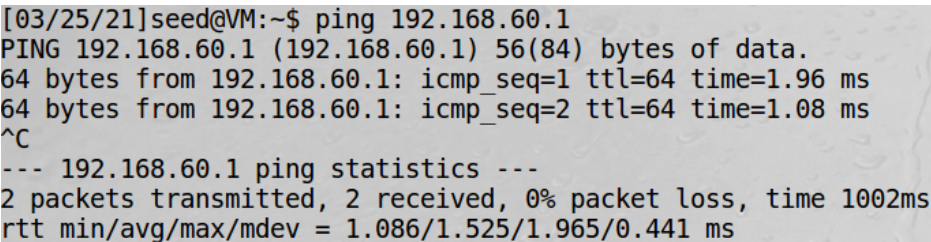 [03/25/21]seed@VM:~$ ping 192.168.60.1
PING 192.168.60.1 (192.168.60.1) 56(84) bytes of data.
64 bytes from 192.168.60.1: icmp_seq=1 ttl=64 time=1.96 ms
64 bytes from 192.168.60.1: icmp_seq=2 ttl=64 time=1.08 ms
^C
--- 192.168.60.1 ping statistics ---
2 packets transmitted, 2 received, 0% packet loss, time 1002ms
rtt min/avg/max/mdev = 1.086/1.525/1.965/0.441 ms